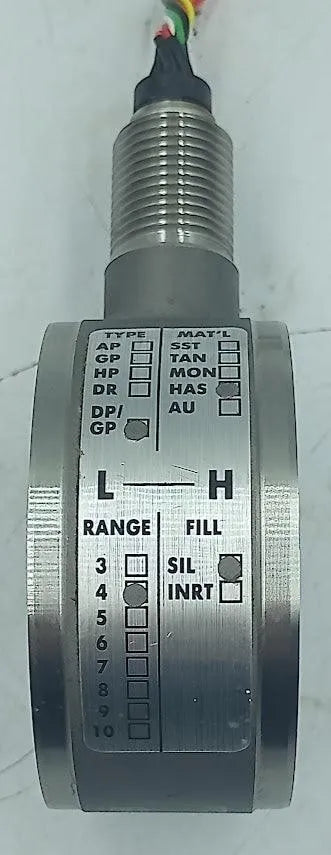 TYPE
AP
GP
HP
DR
DP/
GP
MAT'L
SST
TAN
MON
HAS
AU
L — H
RANGE
3
4
5
6
7
8
9
10
FILL
SIL
INRT